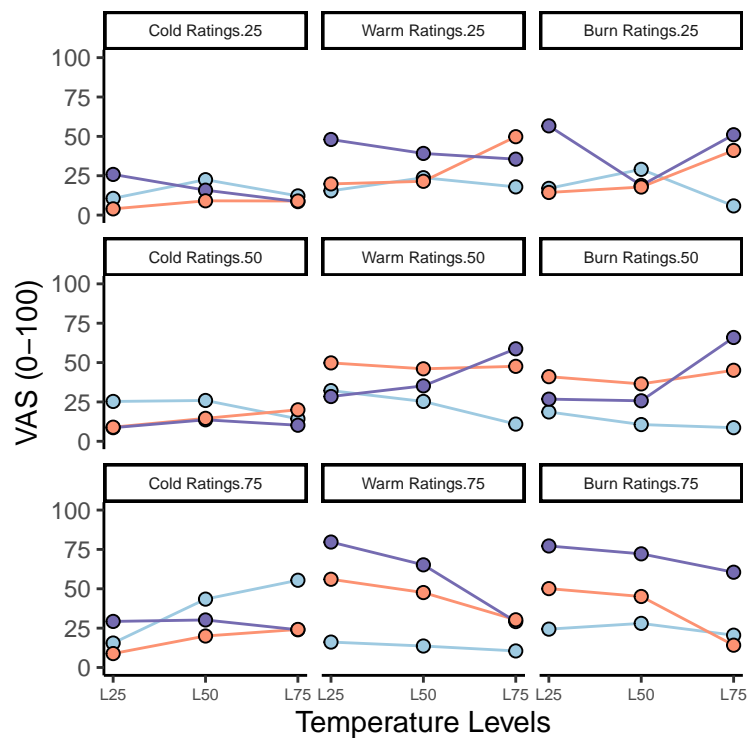 Cold Ratings.25
Warm Ratings.25
Burn Ratings.25
100
75
50
25
0
Cold Ratings.50
Warm Ratings.50
Burn Ratings.50
100
75
50
25
0
Cold Ratings.75
Warm Ratings.75
Burn Ratings.75
100
75
50
25
0
VAS (0−100)
L25 L50 L75 L25 L50 L75 L25 L50 L75
Temperature Levels